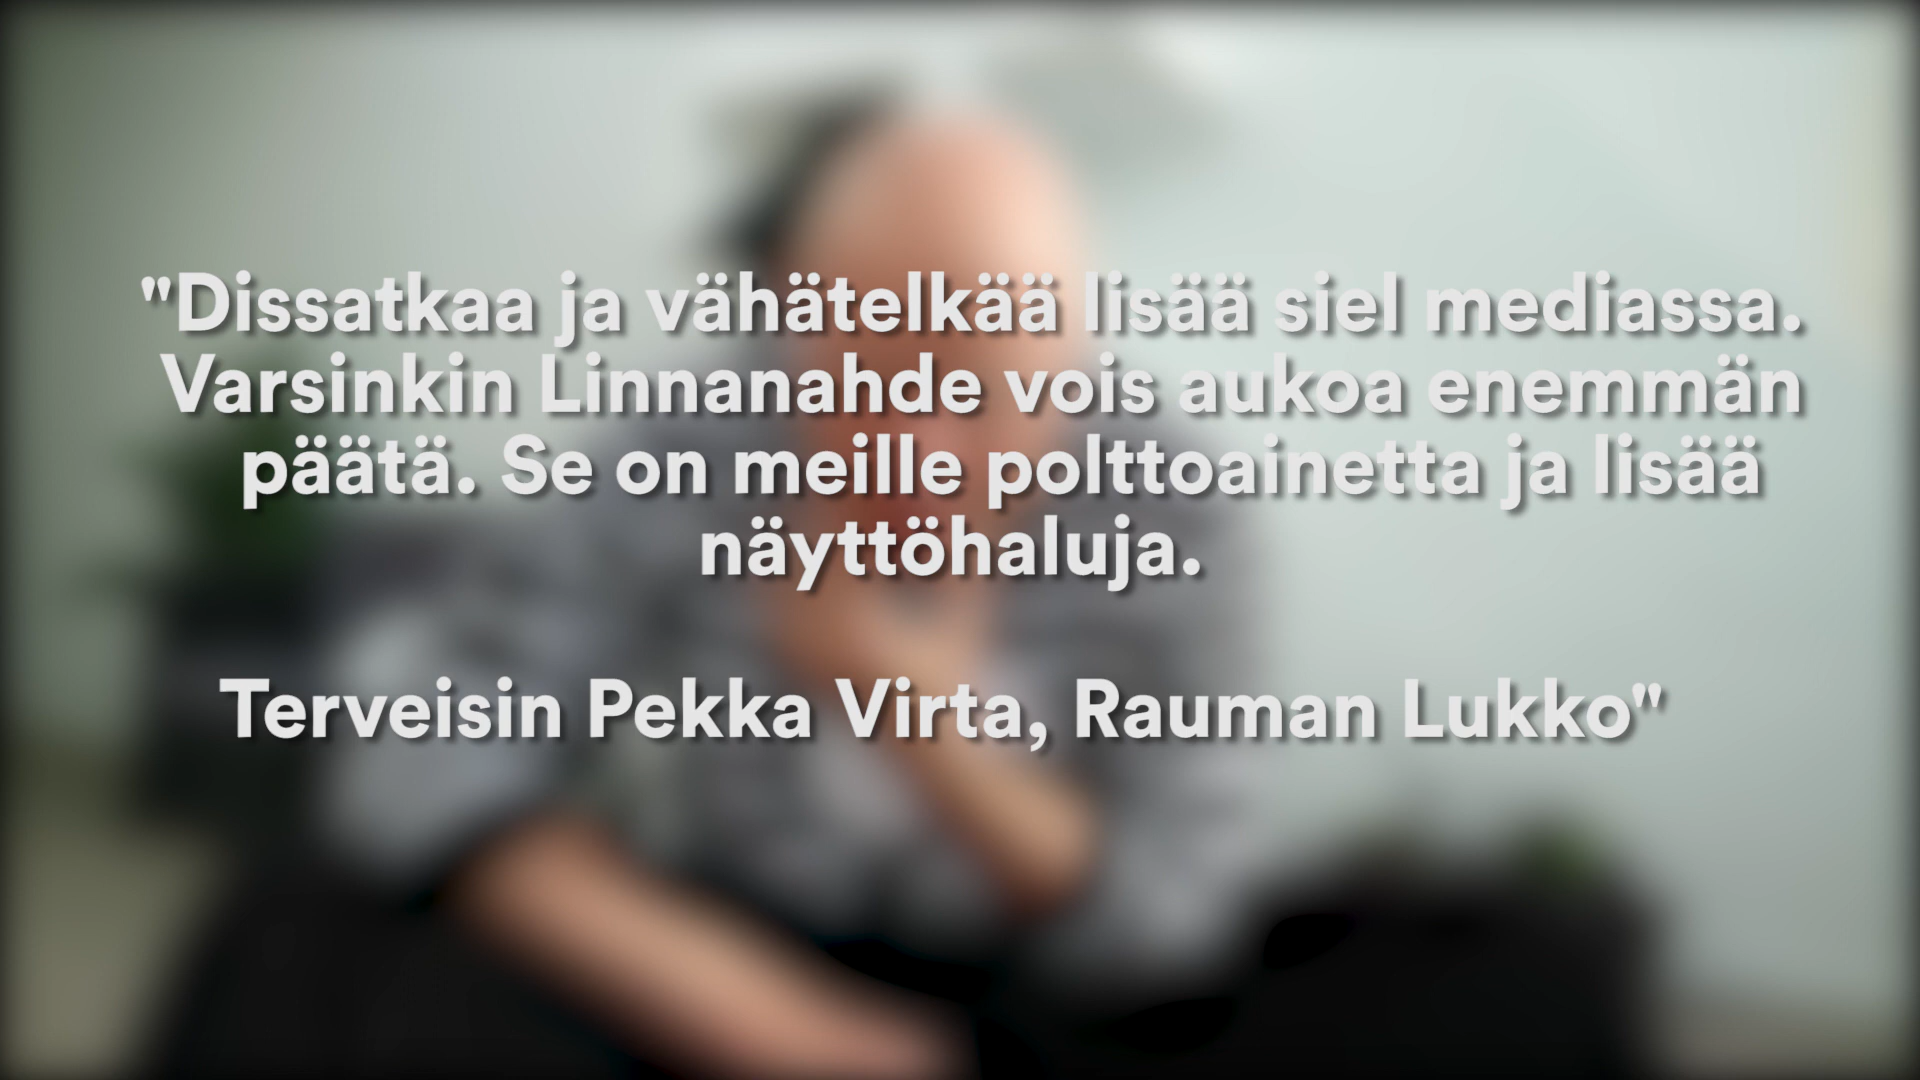 "Dissatkaa ja vähätelkää lisää siel mediassa.
Varsinkin Linnanahde vois aukoa enemmän
päätä. Se on meille polttoainetta ja lisää
näyttöhaluja.
Terveisin Pekka Virta, Rauman Lukko"